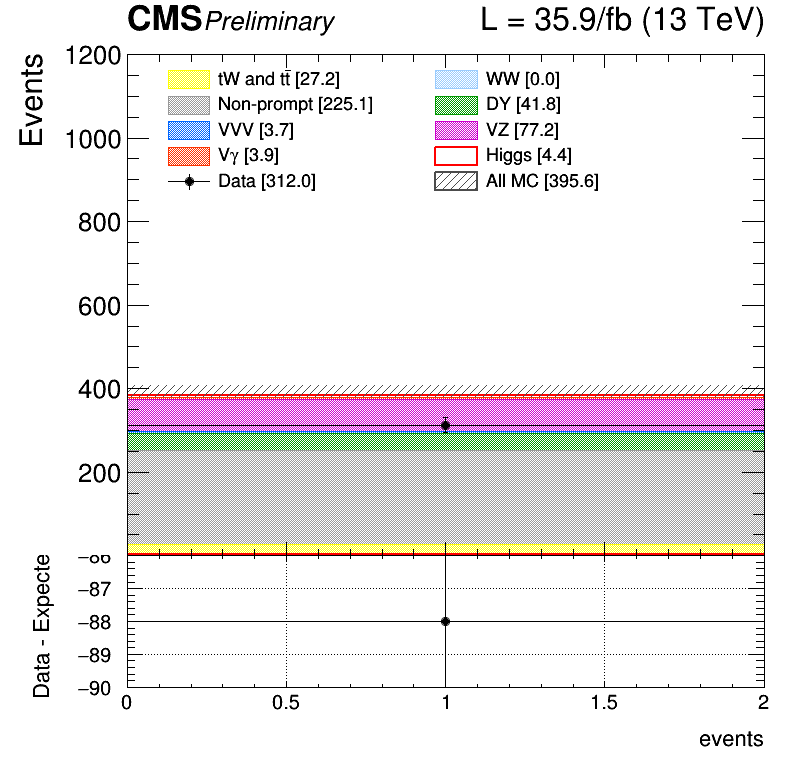 CMS Preliminary L = 35.9/fb (13 TeV)
Events
1200
1000
800
600
400
200
tW and tt̄ [27.2] WW [0.0]
Non-prompt [225.1] DY [41.8]
VVV [3.7] VZ [77.2]
Vγ [3.9] Higgs [4.4]
Data [312.0] All MC [395.6]
Data - Expecte
−86
−87
−88
−89
−90
0 0.5 1 1.5 2
events